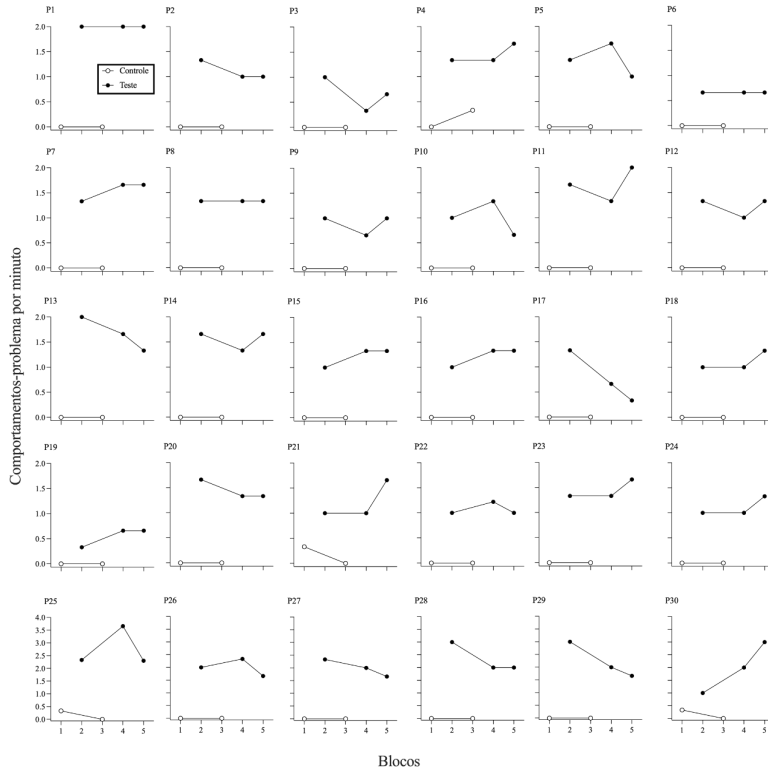 Comportamentos-problema por minuto
P1 P2 P3 P4 P5 P6
2.0
1.5
1.0
0.5
0.0
Controle
Teste
P7 P8 P9 P10 P11 P12
2.0
1.5
1.0
0.5
0.0
P13 P14 P15 P16 P17 P18
2.0
1.5
1.0
0.5
0.0
P19 P20 P21 P22 P23 P24
2.0
1.5
1.0
0.5
0.0
P25 P26 P27 P28 P29 P30
4.0
3.5
3.0
2.5
2.0
1.5
1.0
0.5
0.0
1 2 3 4 5 1 2 3 4 5 1 2 3 4 5 1 2 3 4 5 1 2 3 4 5 1 2 3 4 5
Blocos